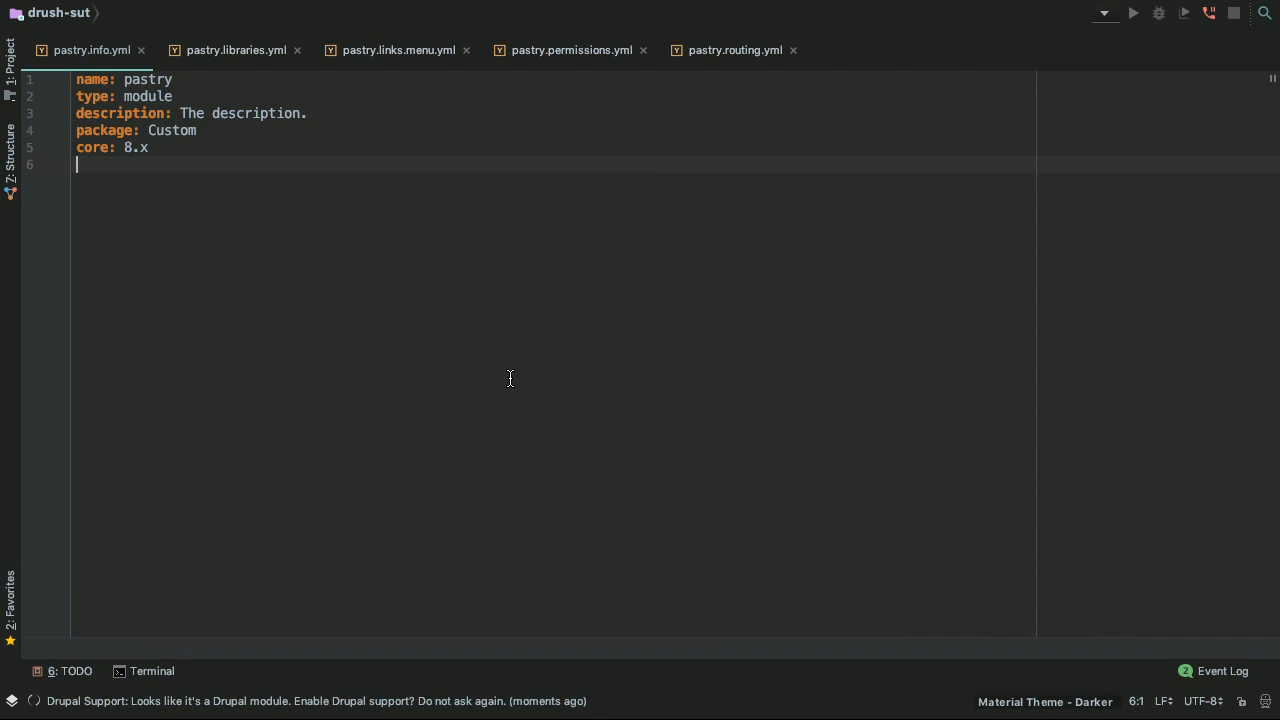 drush-sut
pastry.info.yml
pastry.libraries.yml
pastry.links.menu.yml
pastry.permissions.yml
pastry.routing.yml
1: Project
7: Structure
2: Favorites
1 name: pastry
2 type: module
3 description: The description.
4 package: Custom
5 core: 8.x
6
6: TODO
Terminal
2 Event Log
Drupal Support: Looks like it's a Drupal module. Enable Drupal support? Do not ask again. (moments ago)
Material Theme - Darker
6:1
LF
UTF-8